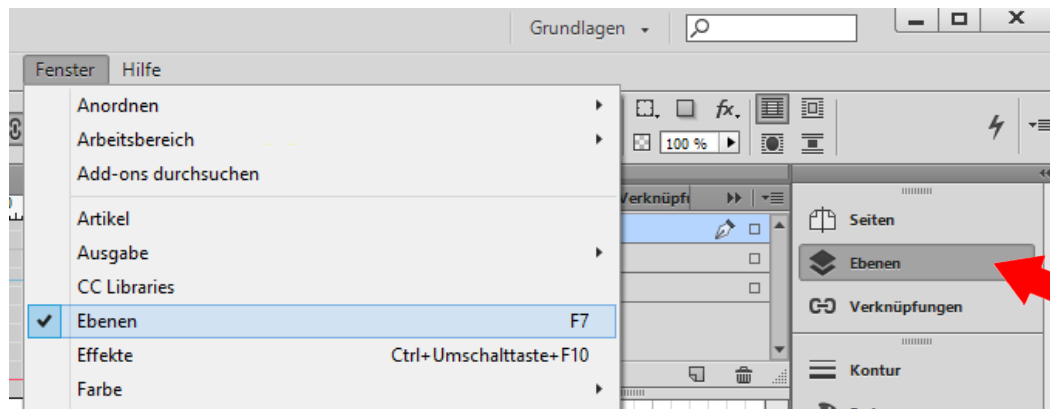 Grundlagen
Fenster Hilfe
Anordnen
Arbeitsbereich
Add-ons durchsuchen
Artikel
Ausgabe
CC Libraries
Ebenen F7
Effekte Ctrl+Umschalttaste+F10
Farbe
fx.
100 %
Seiten
Ebenen
Verknüpfungen
Kontur